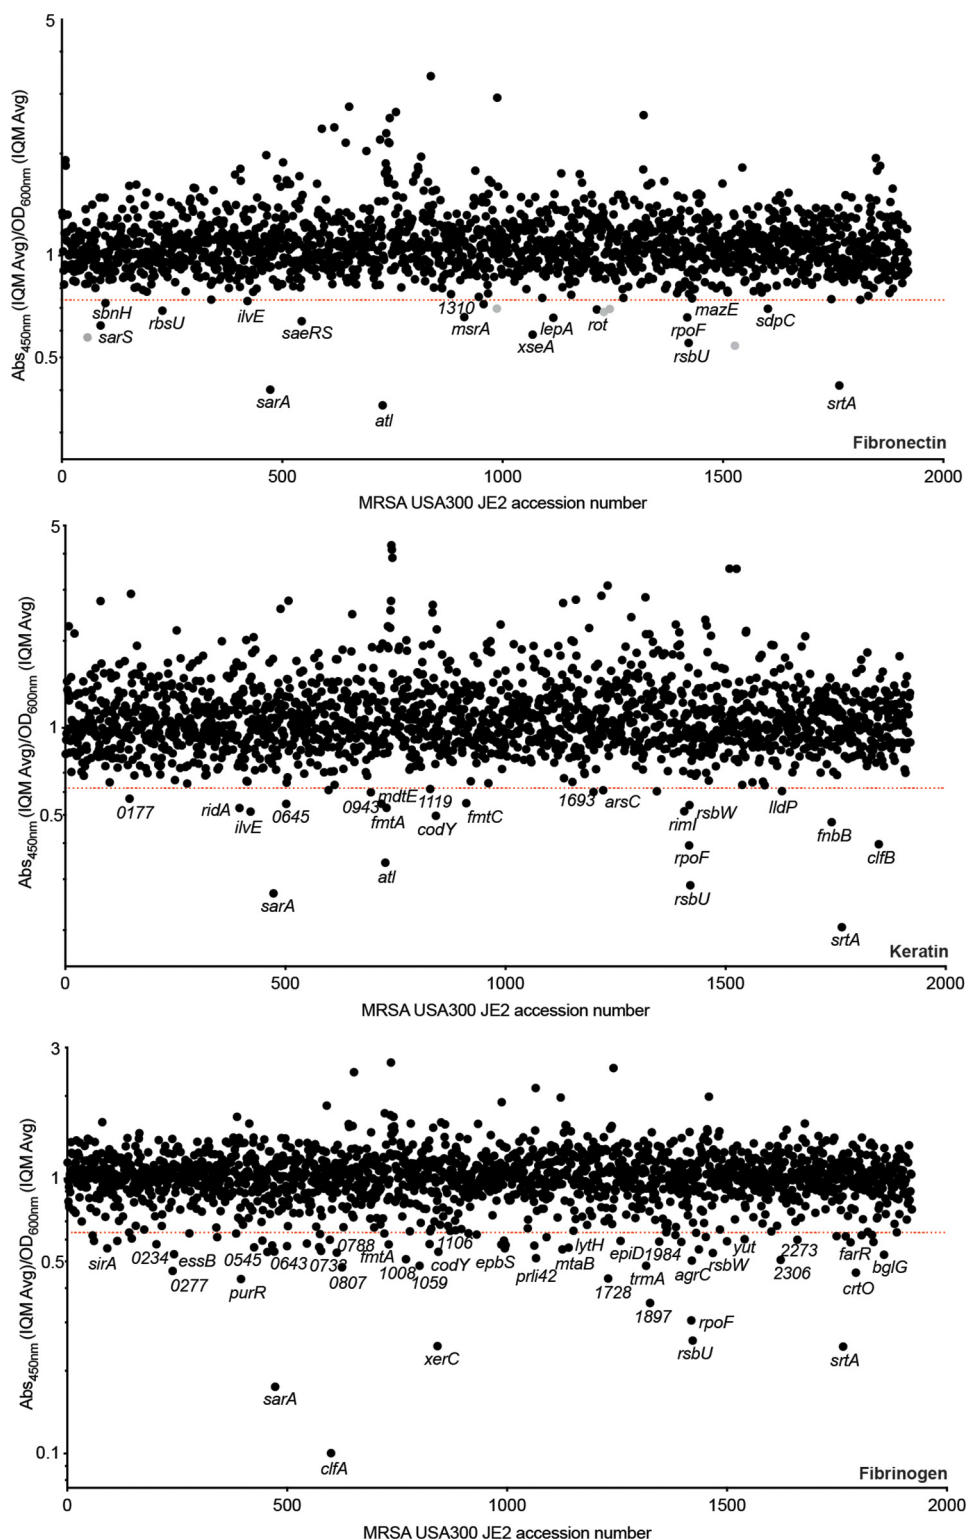 5
1
0.5
Abs450nm (IQM Avg)/OD600nm (IQM Avg)
sbnH
sarS
rbsU
ilvE
saeRS
sarA
atl
1310
msrA
xseA
lepA
rot
mazE
rpoF
rsbU
sdpC
srtA
Fibronectin
0 500 1000 1500 2000
MRSA USA300 JE2 accession number
5
1
0.5
Abs450nm (IQM Avg)/OD600nm (IQM Avg)
0177
ridA
ilvE
0645
sarA
0943
mdtE
fmtA
atl
1119
codY
fmtC
1693
arsC
rimI
rsbW
rpoF
rsbU
lldP
fnbB
clfB
srtA
Keratin
0 500 1000 1500 2000
MRSA USA300 JE2 accession number
3
1
0.5
0.1
Abs450nm (IQM Avg)/OD600nm (IQM Avg)
sirA
0234
0277
essB
purR
0545
0643
0733
0788
0807
fmtA
1008
1059
1106
codY
xerC
sarA
clfA
epbS
prli42
mtaB
lytH
1728
epiD
1984
trmA
1897
agrC
rsbW
rpoF
rsbU
yut
2306
2273
farR
crtO
bglG
srtA
Fibrinogen
0 500 1000 1500 2000
MRSA USA300 JE2 accession number